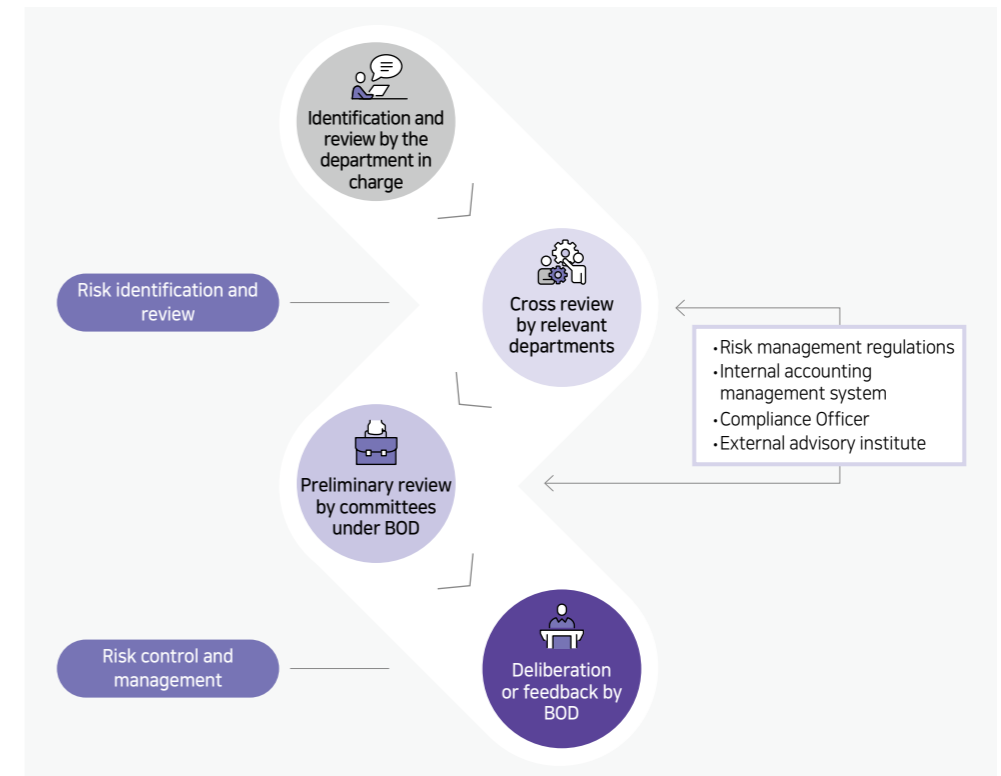 Identification and
review by the
department in
charge
Risk identification and
review
Cross review
by relevant
departments
•Risk management regulations
•Internal accounting
management system
•Compliance Officer
•External advisory institute
Preliminary review
by committees
under BOD
Risk control and
management
Deliberation
or feedback by
BOD